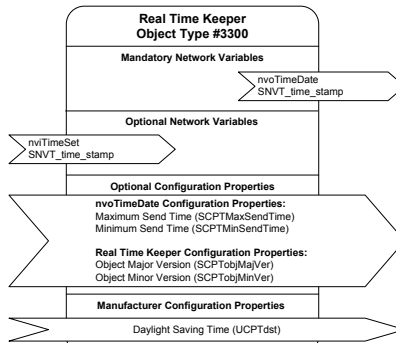 Real Time Keeper
Object Type #3300
Mandatory Network Variables
nvoTimeDate
SNVT_time_stamp
Optional Network Variables
nviTimeSet
SNVT_time_stamp
Optional Configuration Properties
nvoTimeDate Configuration Properties:
Maximum Send Time (SCPTMaxSendTime)
Minimum Send Time (SCPTMinSendTime)
Real Time Keeper Configuration Properties:
Object Major Version (SCPTobjMajVer)
Object Minor Version (SCPTobjMinVer)
Manufacturer Configuration Properties
Daylight Saving Time (UCPTdst)